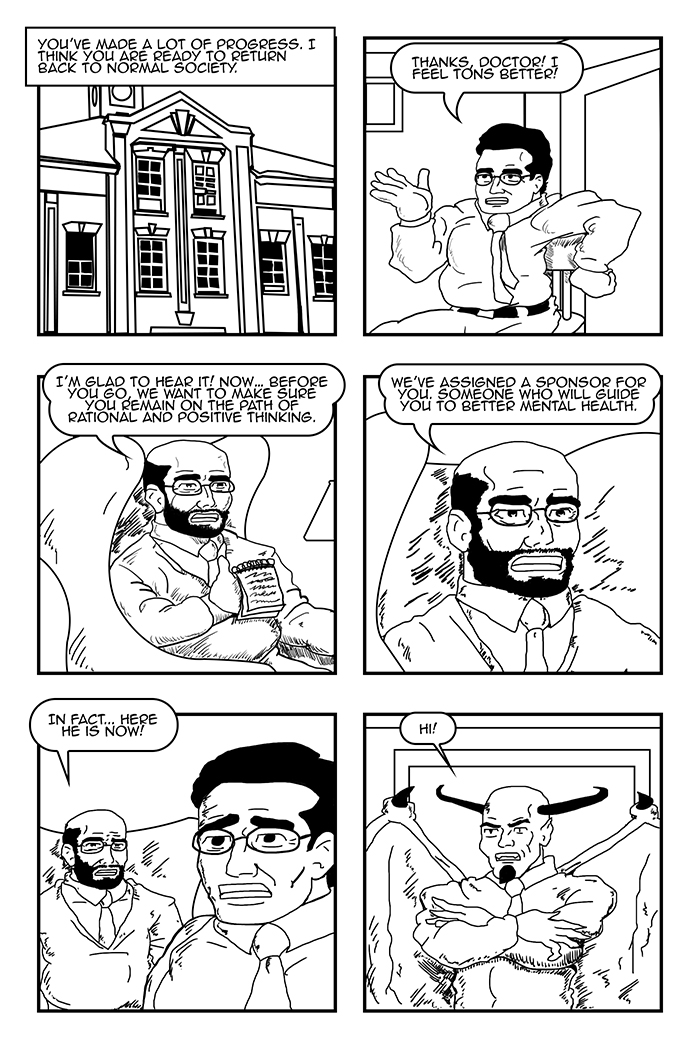 YOU'VE MADE A LOT OF PROGRESS. I
THINK YOU ARE READY TO RETURN
BACK TO NORMAL SOCIETY.
THANKS, DOCTOR! I
FEEL TONS BETTER!
I'M GLAD TO HEAR IT! NOW... BEFORE
YOU GO, WE WANT TO MAKE SURE
YOU REMAIN ON THE PATH OF
RATIONAL AND POSITIVE THINKING.
WE'VE ASSIGNED A SPONSOR FOR
YOU. SOMEONE WHO WILL GUIDE
YOU TO BETTER MENTAL HEALTH.
IN FACT... HERE
HE IS NOW!
HI!